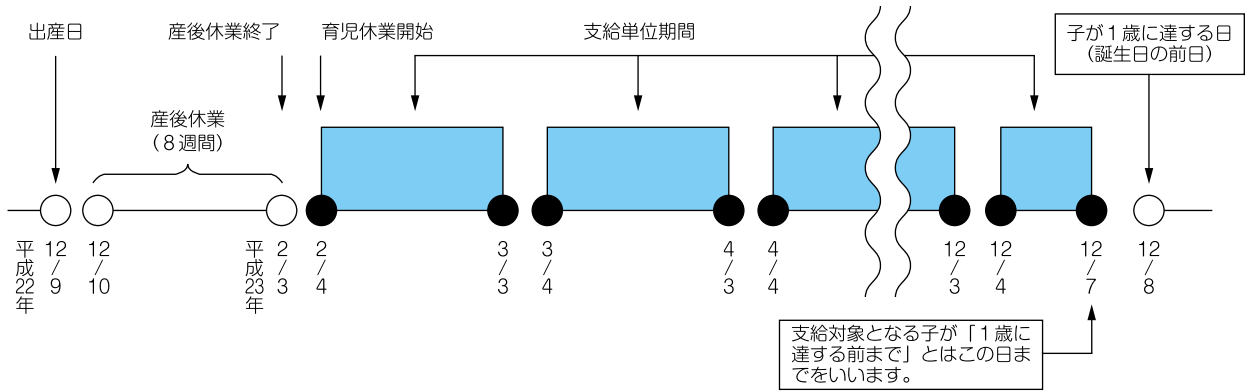 出産日
産後休業終了
育児休業開始
支給単位期間
子が１歳に達する日
（誕生日の前日）
産後休業
（８週間）
平成22年
12/9
12/10
平成23年
2/3
2/4
3/3
3/4
4/3
4/4
12/3
12/4
12/7
12/8
支給対象となる子が「１歳に
達する前まで」とはこの日ま
でをいいます。